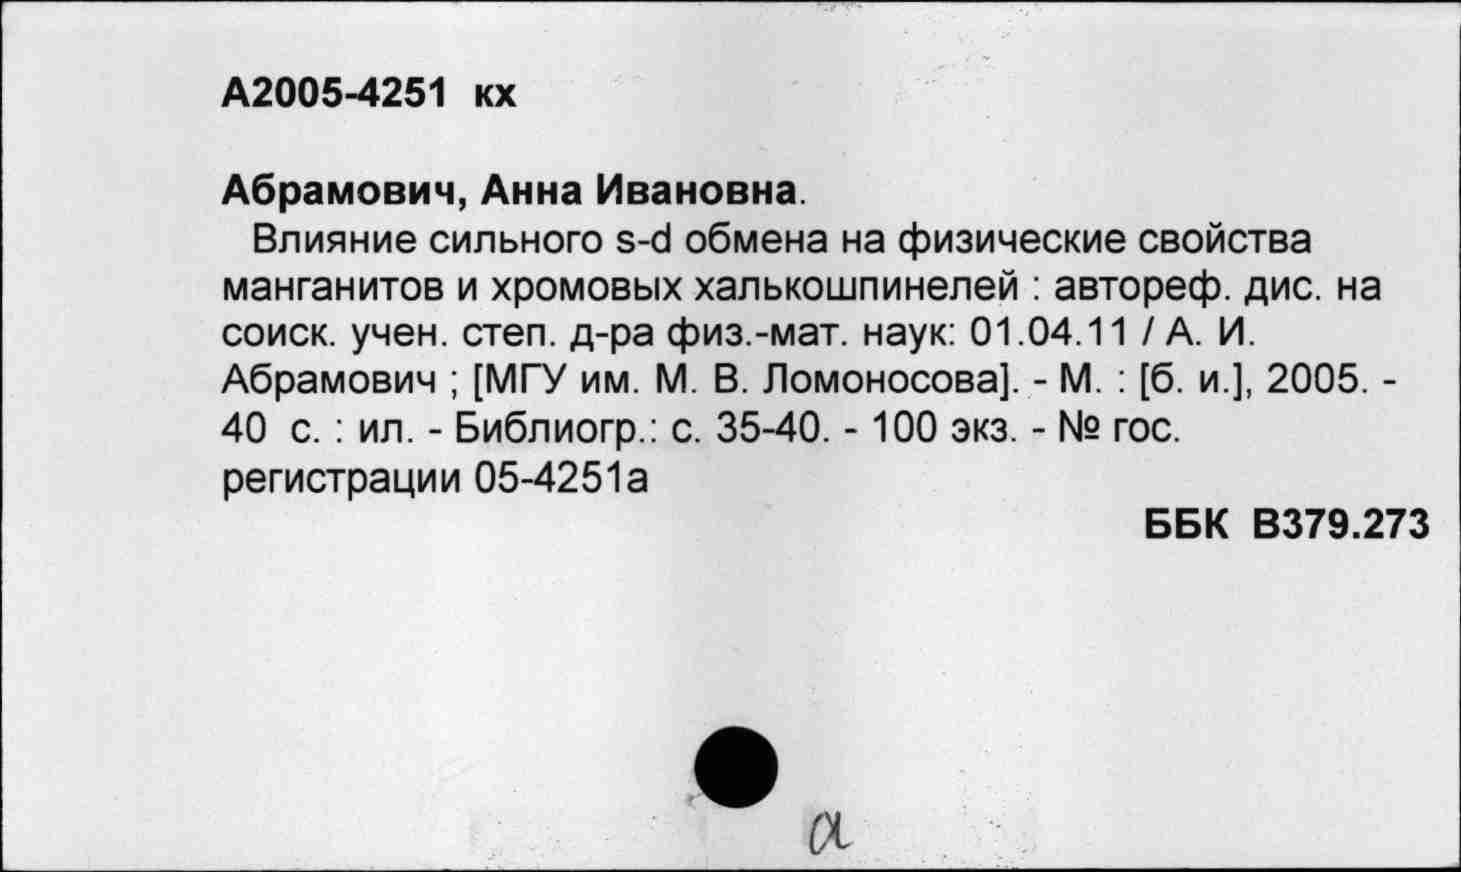 А2005-4251 кх
Абрамович, Анна Ивановна.
Влияние сильного s-d обмена на физические свойства
манганитов и хромовых халькошпинелей : автореф. дис. на
соиск. учен. степ. д-ра физ.-мат. наук: 01.04.11 / А. И.
Абрамович ; [МГУ им. М. В. Ломоносова]. - М. : [б. и.], 2005. -
40 с. : ил. - Библиогр.: с. 35-40. - 100 экз. - № гос.
регистрации 05-4251а
ББК В379.273
а